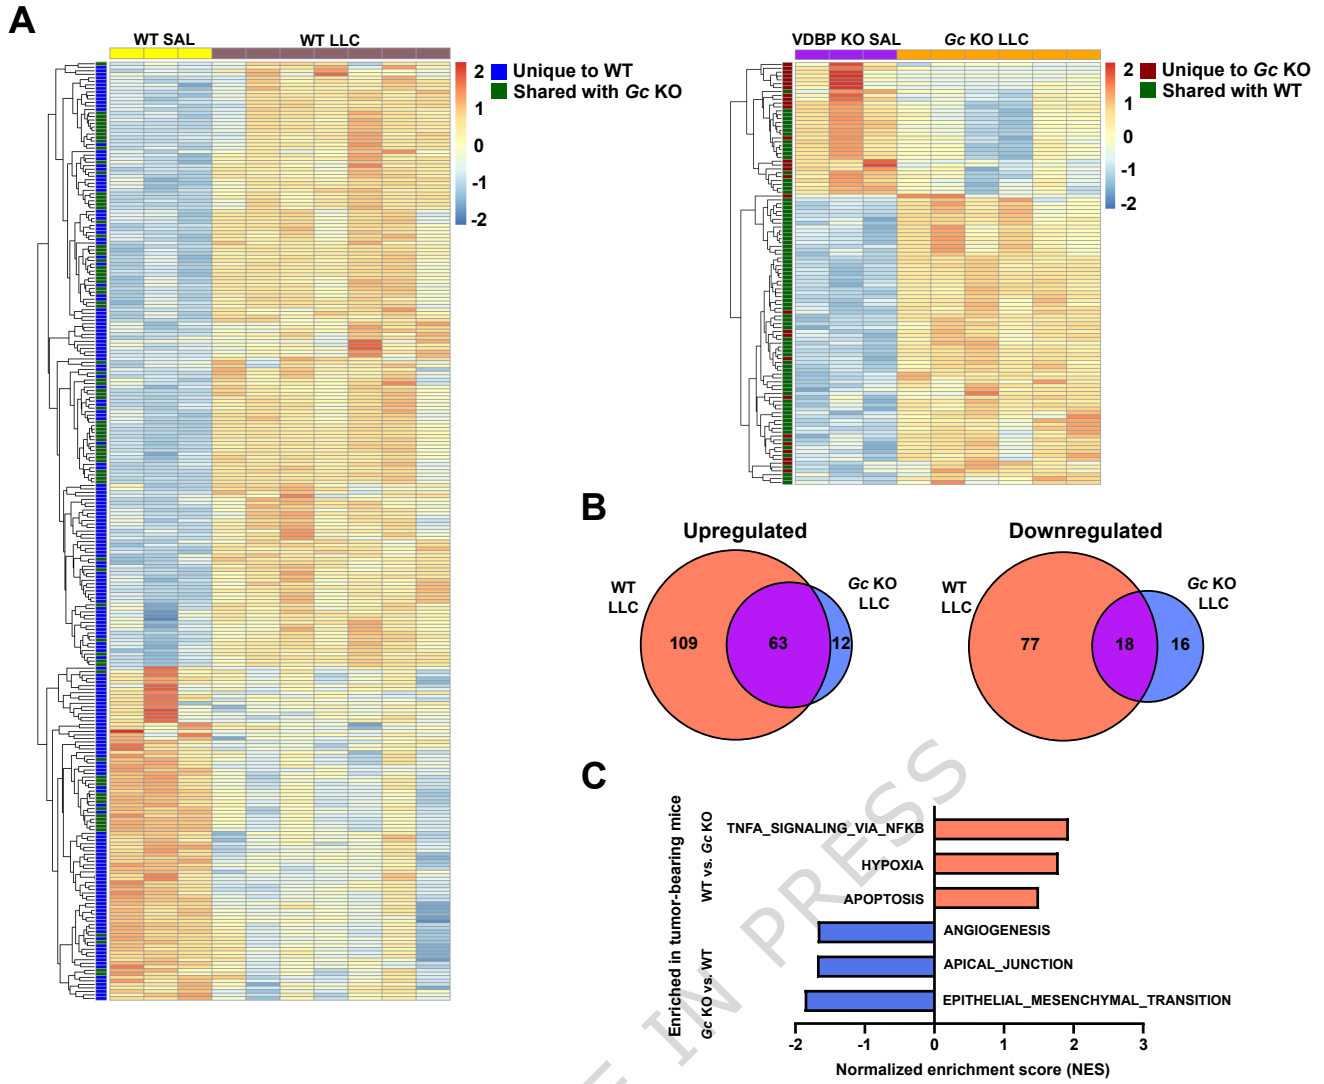 A
WT SAL
WT LLC
2
1
0
-1
-2
Unique to WT
Shared with Gc KO
VDBP KO SAL
Gc KO LLC
2
1
0
-1
-2
Unique to Gc KO
Shared with WT
B
Upregulated
WT
LLC
109
63
12
Gc KO
LLC
Downregulated
WT
LLC
77
18
16
Gc KO
LLC
C
Enriched in tumor-bearing mice
WT vs. Gc KO
Gc KO vs. WT
TNFA_SIGNALING_VIA_NFKB
HYPOXIA
APOPTOSIS
ANGIOGENESIS
APICAL_JUNCTION
EPITHELIAL_MESENCHYMAL_TRANSITION
-2
-1
0
1
2
3
Normalized enrichment score (NES)
E IN PRESS